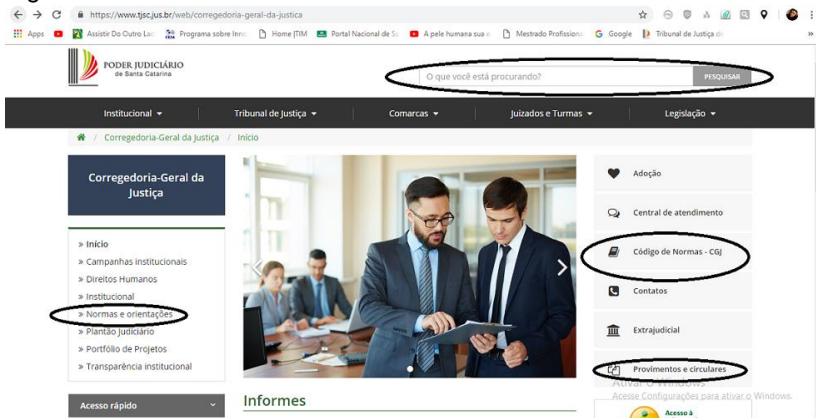 https://www.tjsc.jus.br/web/corregedoria-geral-da-justica
Apps Assistir Do Outro Lad Programa sobre Inno Home |TIM Portal Nacional de Sa A pele humana sua e Mestrado Profissiona Google Tribunal de Justiça de »
PODER JUDICIÁRIO
de Santa Catarina
O que você está procurando?
PESQUISAR
Institucional
Tribunal de Justiça
Comarcas
Juizados e Turmas
Legislação
/ Corregedoria-Geral da Justiça / Início
Corregedoria-Geral da
Justiça
» Início
» Campanhas institucionais
» Direitos Humanos
» Institucional
» Normas e orientações
» Plantão Judiciário
» Portfólio de Projetos
» Transparência institucional
Acesso rápido
Informes
Adoção
Central de atendimento
Código de Normas - CGJ
Contatos
Extrajudicial
Provimentos e circulares
Ativar o Windows
Acesse Configurações para ativar o Windows.
Acesso à